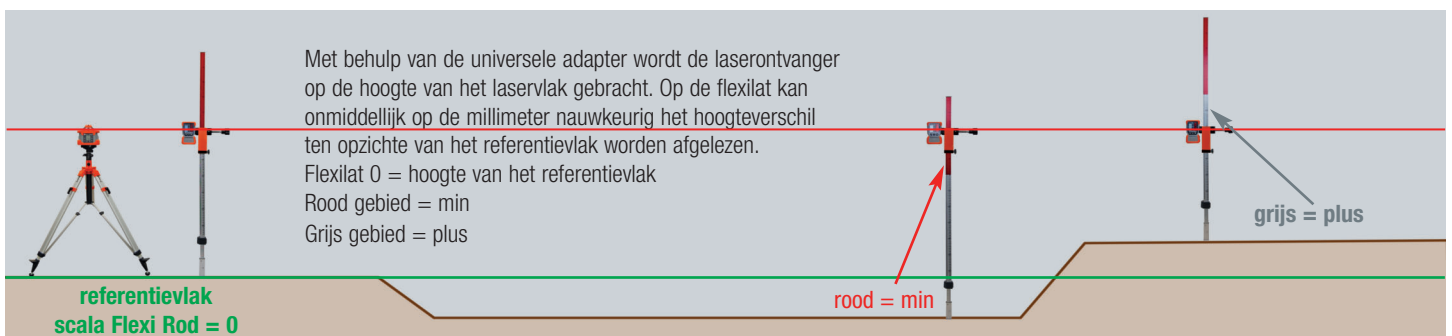 Met behulp van de universele adapter wordt de laserontvanger
op de hoogte van het laservlak gebracht. Op de flexilat kan
onmiddellijk op de millimeter nauwkeurig het hoogteverschil
ten opzichte van het referentievlak worden afgelezen.
Flexilat 0 = hoogte van het referentievlak
Rood gebied = min
Grijs gebied = plus
grijs = plus
rood = min
referentievlak
scala Flexi Rod = 0